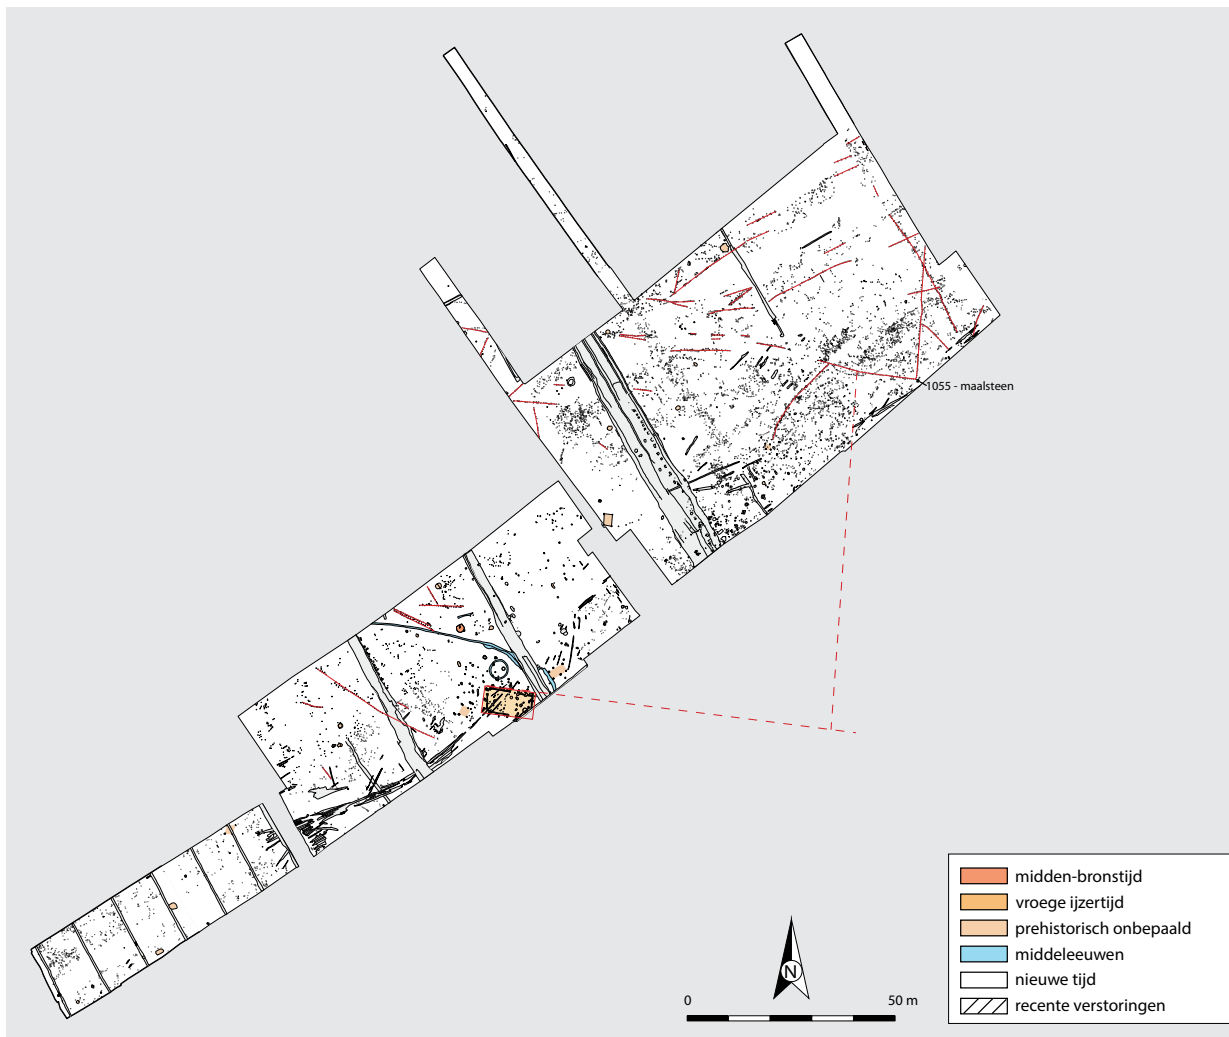 1055 - maalsteen
midden-bronstijd
vroege ijzertijd
prehistorisch onbepaald
middeleeuwen
nieuwe tijd
recente verstoringen
N
0 50 m